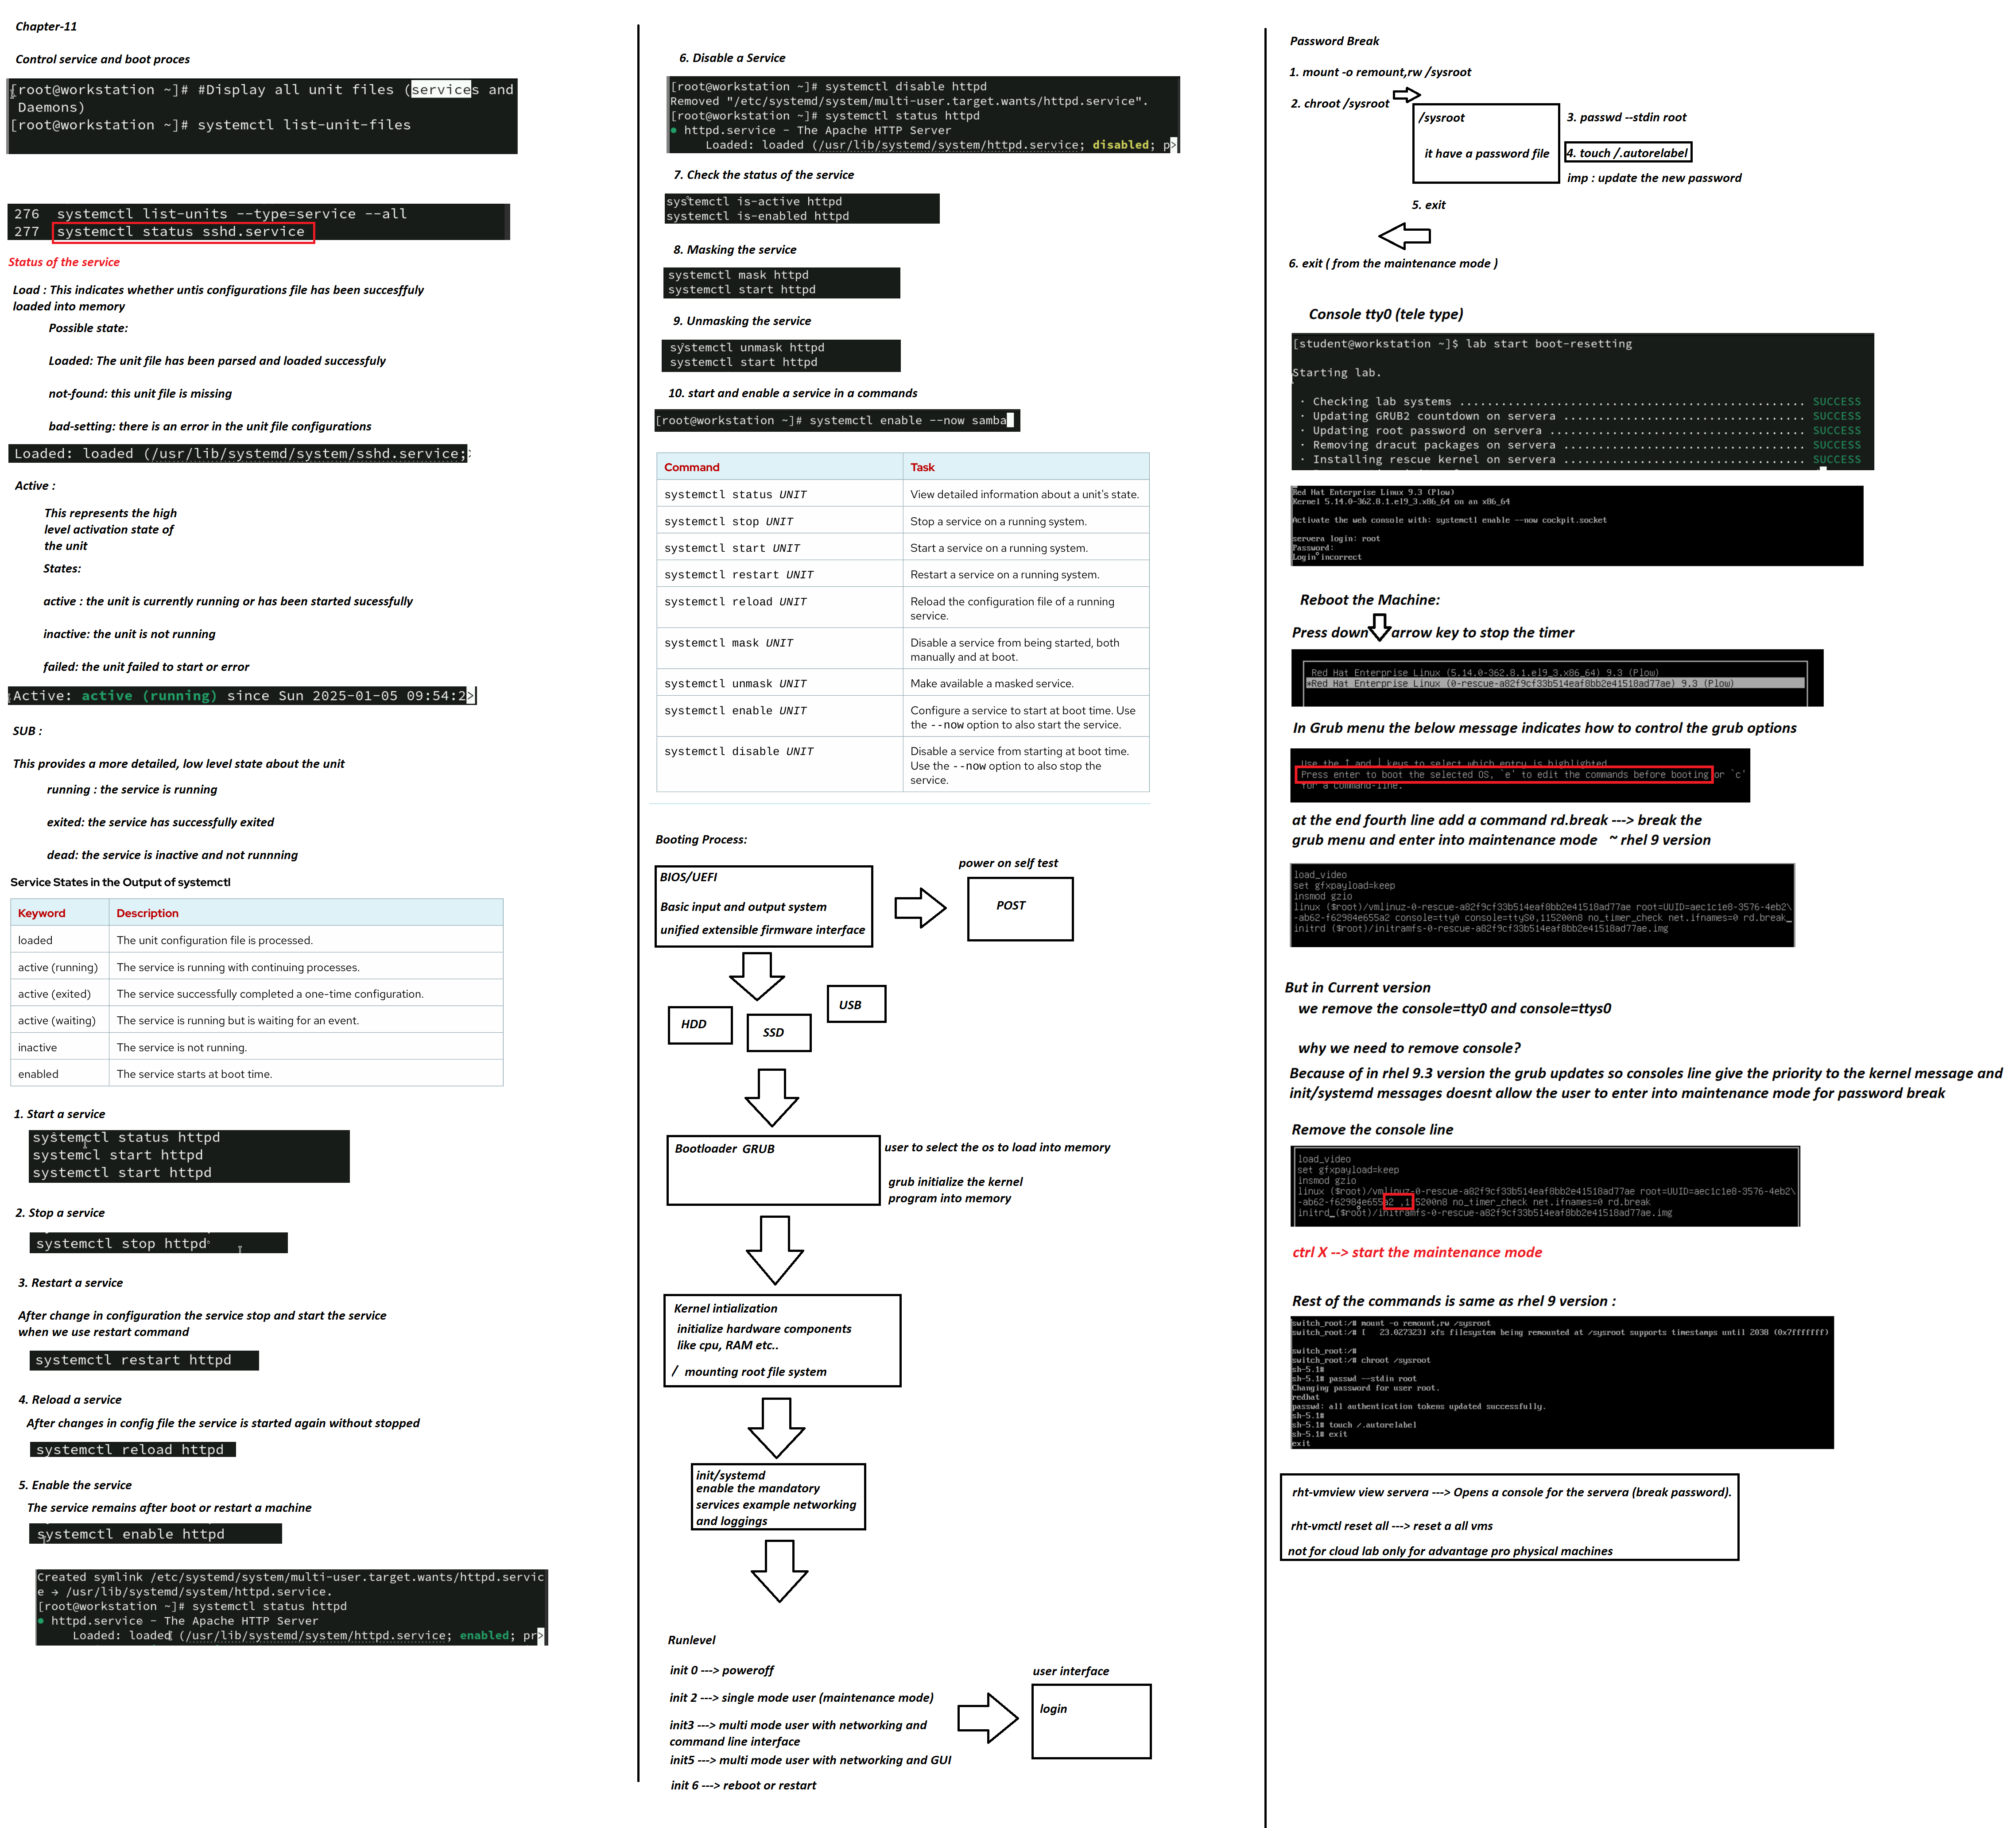 Chapter-11
Control service and boot proces
[root@workstation ~]# #Display all unit files (services and
Daemons)
[root@workstation ~]# systemctl list-unit-files
276 systemctl list-units --type=service --all
277 systemctl status sshd.service
Status of the service
Load : This indicates whether untis configurations file has been succesffuly
loaded into memory
Possible state:
Loaded: The unit file has been parsed and loaded successfuly
not-found: this unit file is missing
bad-setting: there is an error in the unit file configurations
Loaded: loaded (/usr/lib/systemd/system/sshd.service;
Active :
This represents the high
level activation state of
the unit
States:
active : the unit is currently running or has been started sucessfully
inactive: the unit is not running
failed: the unit failed to start or error
Active: active (running) since Sun 2025-01-05 09:54:2>
SUB :
This provides a more detailed, low level state about the unit
running : the service is running
exited: the service has successfully exited
dead: the service is inactive and not runnning
Service States in the Output of systemctl
Keyword Description
loaded The unit configuration file is processed.
active (running) The service is running with continuing processes.
active (exited) The service successfully completed a one-time configuration.
active (waiting) The service is running but is waiting for an event.
inactive The service is not running.
enabled The service starts at boot time.
1. Start a service
systemctl status httpd
systemcl start httpd
systemctl start httpd
2. Stop a service
systemctl stop httpd
3. Restart a service
After change in configuration the service stop and start the service
when we use restart command
systemctl restart httpd
4. Reload a service
After changes in config file the service is started again without stopped
systemctl reload httpd
5. Enable the service
The service remains after boot or restart a machine
systemctl enable httpd
Created symlink /etc/systemd/system/multi-user.target.wants/httpd.servic
e → /usr/lib/systemd/system/httpd.service.
[root@workstation ~]# systemctl status httpd
● httpd.service - The Apache HTTP Server
Loaded: loaded (/usr/lib/systemd/system/httpd.service; enabled; pr>
6. Disable a Service
[root@workstation ~]# systemctl disable httpd
Removed "/etc/systemd/system/multi-user.target.wants/httpd.service".
[root@workstation ~]# systemctl status httpd
● httpd.service - The Apache HTTP Server
Loaded: loaded (/usr/lib/systemd/system/httpd.service; disabled; p>
7. Check the status of the service
systemctl is-active httpd
systemctl is-enabled httpd
8. Masking the service
systemctl mask httpd
systemctl start httpd
9. Unmasking the service
systemctl unmask httpd
systemctl start httpd
10. start and enable a service in a commands
[root@workstation ~]# systemctl enable --now samba
Command Task
systemctl status UNIT View detailed information about a unit's state.
systemctl stop UNIT Stop a service on a running system.
systemctl start UNIT Start a service on a running system.
systemctl restart UNIT Restart a service on a running system.
systemctl reload UNIT Reload the configuration file of a running
service.
systemctl mask UNIT Disable a service from being started, both
manually and at boot.
systemctl unmask UNIT Make available a masked service.
systemctl enable UNIT Configure a service to start at boot time. Use
the --now option to also start the service.
systemctl disable UNIT Disable a service from starting at boot time.
Use the --now option to also stop the
service.
Booting Process:
BIOS/UEFI
Basic input and output system
unified extensible firmware interface
power on self test
POST
HDD
SSD
USB
Bootloader GRUB
user to select the os to load into memory
grub initialize the kernel
program into memory
Kernel intialization
initialize hardware components
like cpu, RAM etc..
/ mounting root file system
init/systemd
enable the mandatory
services example networking
and loggings
Runlevel
init 0 ---> poweroff
init 2 ---> single mode user (maintenance mode)
init3 ---> multi mode user with networking and
command line interface
init5 ---> multi mode user with networking and GUI
init 6 ---> reboot or restart
user interface
login
Password Break
1. mount -o remount,rw /sysroot
2. chroot /sysroot
/sysroot
it have a password file
3. passwd --stdin root
4. touch /.autorelabel
imp : update the new password
5. exit
6. exit ( from the maintenance mode )
Console tty0 (tele type)
[student@workstation ~]$ lab start boot-resetting
Starting lab.
· Checking lab systems ................................................ SUCCESS
· Updating GRUB2 countdown on servera ................................. SUCCESS
· Updating root password on servera ................................... SUCCESS
· Removing dracut packages on servera ................................. SUCCESS
· Installing rescue kernel on servera ................................. SUCCESS
Red Hat Enterprise Linux 9.3 (Plow)
Kernel 5.14.0-362.8.1.el9_3.x86_64 on an x86_64
Activate the web console with: systemctl enable --now cockpit.socket
servera login: root
Password:
Login incorrect
Reboot the Machine:
Press down arrow key to stop the timer
Red Hat Enterprise Linux (5.14.0-362.8.1.el9_3.x86_64) 9.3 (Plow)
*Red Hat Enterprise Linux (0-rescue-a82f9cf33b514eaf8bb2e41518ad77ae) 9.3 (Plow)
In Grub menu the below message indicates how to control the grub options
Use the ↑ and ↓ keys to select which entry is highlighted.
Press enter to boot the selected OS, `e' to edit the commands before booting or `c'
for a command-line.
at the end fourth line add a command rd.break ---> break the
grub menu and enter into maintenance mode ~ rhel 9 version
load_video
set gfxpayload=keep
insmod gzio
linux ($root)/vmlinuz-0-rescue-a82f9cf33b514eaf8bb2e41518ad77ae root=UUID=aec1c1e8-3576-4eb2\
-ab62-f62984e655a2 console=tty0 console=ttyS0,115200n8 no_timer_check net.ifnames=0 rd.break_
initrd ($root)/initramfs-0-rescue-a82f9cf33b514eaf8bb2e41518ad77ae.img
But in Current version
we remove the console=tty0 and console=ttys0
why we need to remove console?
Because of in rhel 9.3 version the grub updates so consoles line give the priority to the kernel message and
init/systemd messages doesnt allow the user to enter into maintenance mode for password break
Remove the console line
load_video
set gfxpayload=keep
insmod gzio
linux ($root)/vmlinuz-0-rescue-a82f9cf33b514eaf8bb2e41518ad77ae root=UUID=aec1c1e8-3576-4eb2\
-ab62-f62984e655a2 ,115200n8 no_timer_check net.ifnames=0 rd.break
initrd_($root)/initramfs-0-rescue-a82f9cf33b514eaf8bb2e41518ad77ae.img
ctrl X --> start the maintenance mode
Rest of the commands is same as rhel 9 version :
switch_root:/# mount -o remount,rw /sysroot
switch_root:/# [ 23.027323] xfs filesystem being remounted at /sysroot supports timestamps until 2038 (0x7fffffff)
switch_root:/#
switch_root:/# chroot /sysroot
sh-5.1#
sh-5.1# passwd --stdin root
Changing password for user root.
redhat
passwd: all authentication tokens updated successfully.
sh-5.1#
sh-5.1# touch /.autorelabel
sh-5.1# exit
exit
rht-vmview view servera ---> Opens a console for the servera (break password).
rht-vmctl reset all ---> reset a all vms
not for cloud lab only for advantage pro physical machines